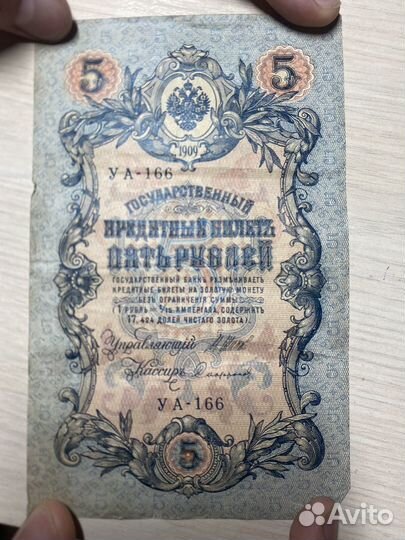 5 5
1909
УА-166
ГОСУДАРСТВЕННЫЙ
КРЕДИТНЫЙ БИЛЕТЪ
ПЯТЬ РУБЛЕЙ
ГОСУДАРСТВЕННЫЙ БАНКЪ РАЗМѢНИВАЕТЪ
КРЕДИТНЫЕ БИЛЕТЫ НА ЗОЛОТУЮ МОНЕТУ
БЕЗЪ ОГРАНИЧЕНІЯ СУММЫ
(1 РУБЛЬ = 1/15 ИМПЕРІАЛА, СОДЕРЖИТЪ
17,424 ДОЛЕЙ ЧИСТАГО ЗОЛОТА)
Управляющій
Кассиръ
УА-166
5
Avito